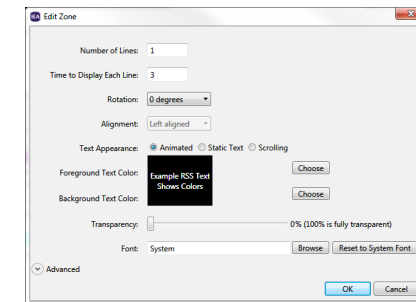 Edit Zone
Number of Lines: 1
Time to Display Each Line: 3
Rotation: 0 degrees
Alignment: Left aligned
Text Appearance: Animated Static Text Scrolling
Foreground Text Color: Choose
Example RSS Text
Shows Colors
Background Text Color: Choose
Transparency: 0% (100% is fully transparent)
Font: System Browse Reset to System Font
Advanced
OK Cancel